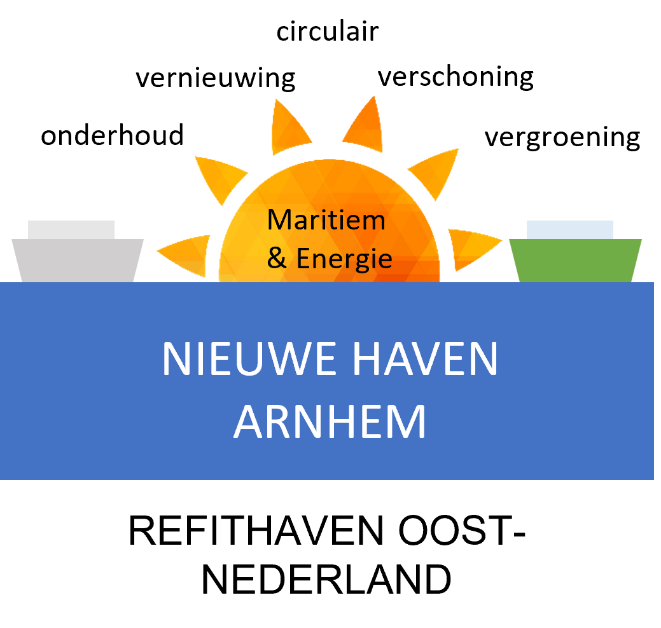 circulair
vernieuwing
verschoning
onderhoud
vergroening
Maritiem
& Energie
NIEUWE HAVEN
ARNHEM
REFITHAVEN OOST-
NEDERLAND